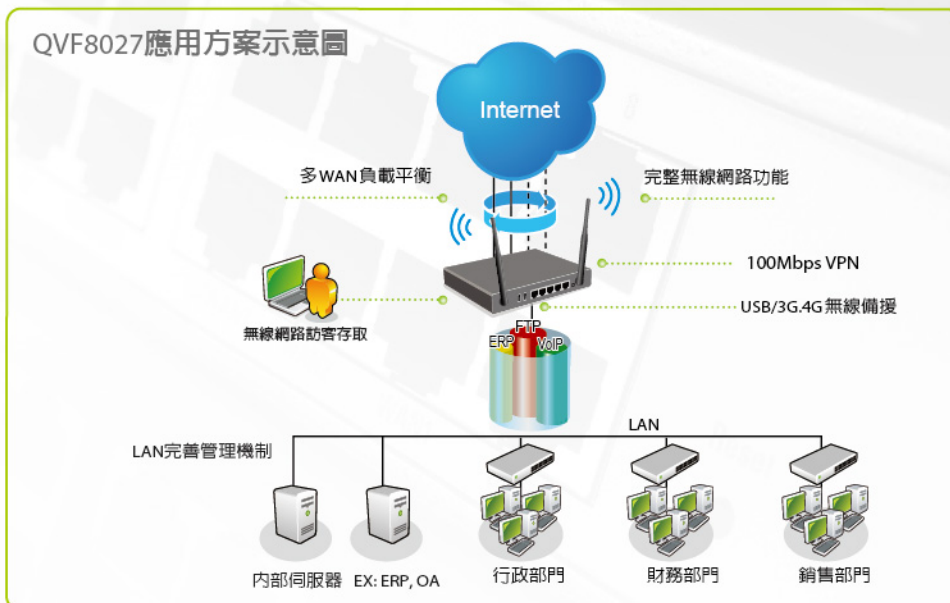 QVF8027應用方案示意圖
Internet
多WAN負載平衡
完整無線網路功能
100Mbps VPN
無線網路訪客存取
USB/3G.4G無線備援
FTP
ERP
VoIP
LAN
LAN完善管理機制
內部伺服器
EX: ERP, OA
行政部門
財務部門
銷售部門